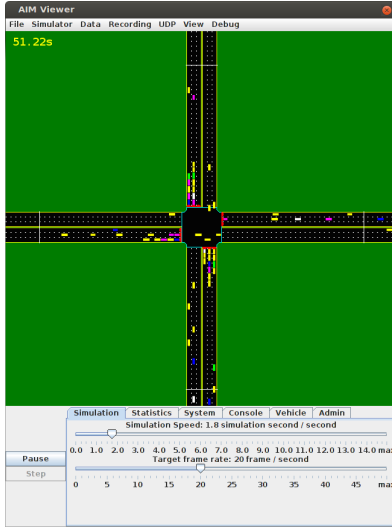 AIM Viewer
File Simulator Data Recording UDP View Debug
51.22s
Simulation Statistics System Console Vehicle Admin
Simulation Speed: 1.8 simulation second / second
0.0 1.0 2.0 3.0 4.0 5.0 6.0 7.0 8.0 9.0 10.0 11.0 12.0 13.0 14.0 max
Pause
Target frame rate: 20 frame / second
Step
0 5 10 15 20 25 30 35 40 45 max